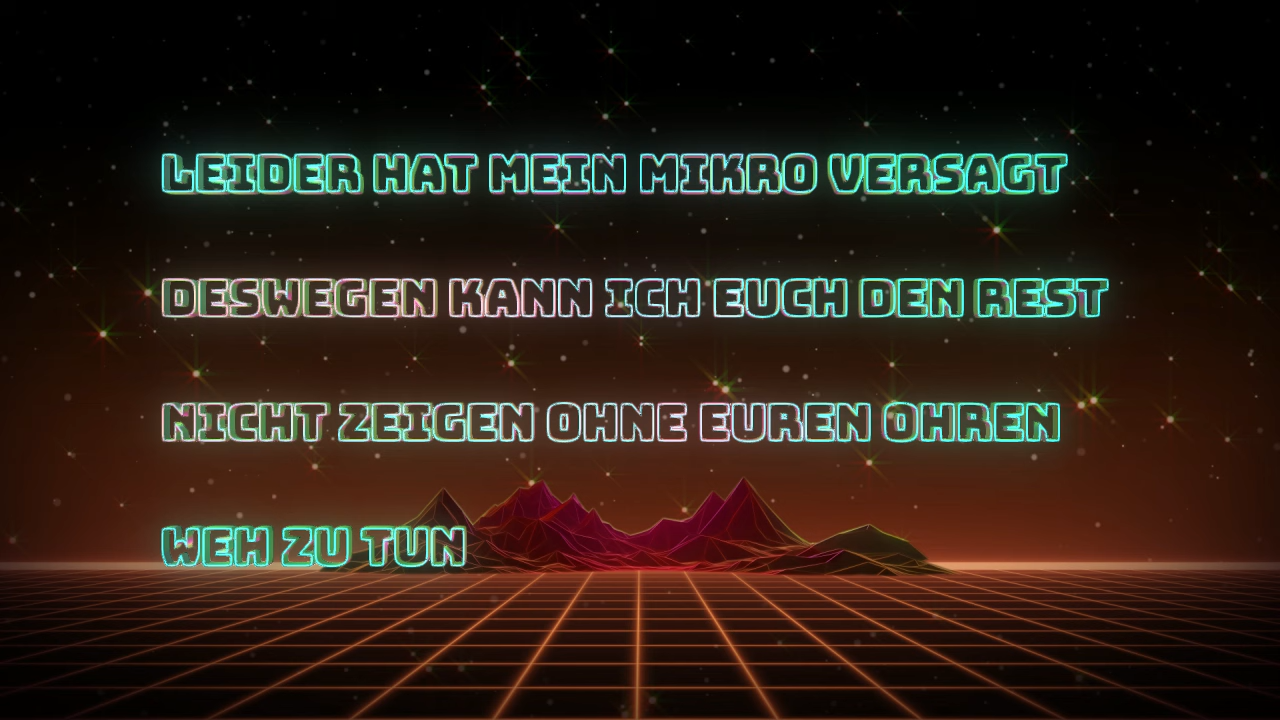 LEIDER HAT MEIN MIKRO VERSAGT
DESWEGEN KANN ICH EUCH DEN REST
NICHT ZEIGEN OHNE EUREN OHREN
WEH ZU TUN